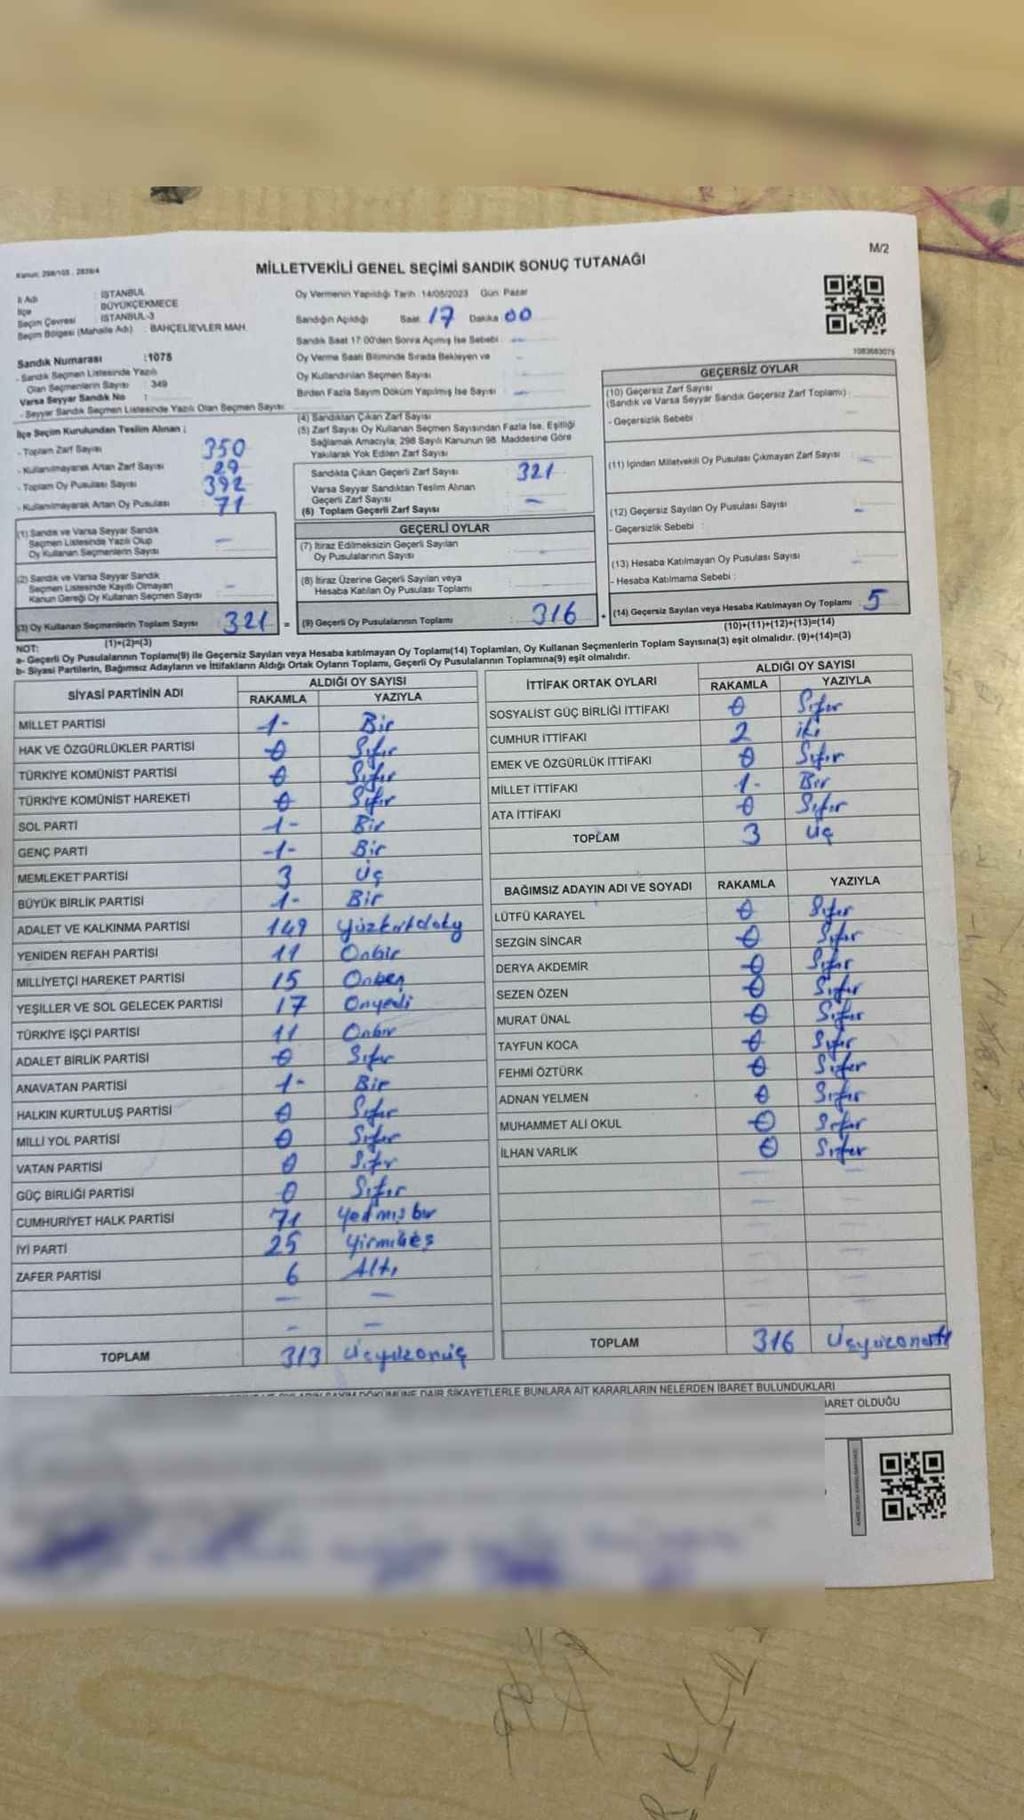 M/2
Kanun: 298/105 , 2839/4
MİLLETVEKİLİ GENEL SEÇİMİ SANDIK SONUÇ TUTANAĞI
İl Adı : İSTANBUL
İlçe : BÜYÜKÇEKMECE
Seçim Çevresi : İSTANBUL-3
Seçim Bölgesi (Mahalle Adı) : BAHÇELİEVLER MAH.
Sandık Numarası :1078
- Sandık Seçmen Listesinde Yazılı
Olan Seçmenlerin Sayısı : 349
Varsa Seyyar Sandık No :
- Seyyar Sandık Seçmen Listesinde Yazılı Olan Seçmen Sayısı :
Oy Vermenin Yapıldığı Tarih :14/05/2023 Gün: Pazar
Sandığın Açıldığı Saat 17 Dakika 00
Sandık Saat 17:00'den Sonra Açılmış İse Sebebi -
Oy Verme Saati Bitiminde Sırada Bekleyen ve
Oy Kullandırılan Seçmen Sayısı -
Birden Fazla Sayım Döküm Yapılmış İse Sayısı -
1083683075
İlçe Seçim Kurulundan Teslim Alınan ;
- Toplam Zarf Sayısı 350
- Kullanılmayarak Artan Zarf Sayısı 29
- Toplam Oy Pusulası Sayısı 392
- Kullanılmayarak Artan Oy Pusulası 71
(1) Sandık ve Varsa Seyyar Sandık
Seçmen Listesinde Yazılı Olup
Oy Kullanan Seçmenlerin Sayısı -
(2) Sandık ve Varsa Seyyar Sandık
Seçmen Listesinde Kayıtlı Olmayan
Kanun Gereği Oy Kullanan Seçmen Sayısı -
(3) Oy Kullanan Seçmenlerin Toplam Sayısı 321 =
(1)+(2)=(3)
(4) Sandıktan Çıkan Zarf Sayısı
(5) Zarf Sayısı Oy Kullanan Seçmen Sayısından Fazla İse, Eşitliği
Sağlamak Amacıyla, 298 Sayılı Kanunun 98. Maddesine Göre
Yakılarak Yok Edilen Zarf Sayısı
Sandıkta Çıkan Geçerli Zarf Sayısı 321
Varsa Seyyar Sandıktan Teslim Alınan
Geçerli Zarf Sayısı -
(6) Toplam Geçerli Zarf Sayısı
GEÇERLİ OYLAR
(7) İtiraz Edilmeksizin Geçerli Sayılan
Oy Pusulalarının Sayısı -
(8) İtiraz Üzerine Geçerli Sayılan veya
Hesaba Katılan Oy Pusulası Toplamı -
(9) Geçerli Oy Pusulalarının Toplamı 316 +
GEÇERSİZ OYLAR
(10) Geçersiz Zarf Sayısı
(Sandık ve Varsa Seyyar Sandık Geçersiz Zarf Toplamı) :
- Geçersizlik Sebebi :
(11) İçinden Milletvekili Oy Pusulası Çıkmayan Zarf Sayısı -
(12) Geçersiz Sayılan Oy Pusulası Sayısı -
- Geçersizlik Sebebi :
(13) Hesaba Katılmayan Oy Pusulası Sayısı -
- Hesaba Katılmama Sebebi :
(14) Geçersiz Sayılan veya Hesaba Katılmayan Oy Toplamı 5
(10)+(11)+(12)+(13)=(14)
NOT:
a- Geçerli Oy Pusulalarının Toplamı(9) ile Geçersiz Sayılan veya Hesaba katılmayan Oy Toplamı(14) Toplamları, Oy Kullanan Seçmenlerin Toplam Sayısına(3) eşit olmalıdır. (9)+(14)=(3)
b- Siyasi Partilerin, Bağımsız Adayların ve İttifakların Aldığı Ortak Oyların Toplamı, Geçerli Oy Pusulalarının Toplamına(9) eşit olmalıdır.
SİYASİ PARTİNİN ADI ALDIĞI OY SAYISI
RAKAMLA YAZIYLA
MİLLET PARTİSİ 1- Bir
HAK VE ÖZGÜRLÜKLER PARTİSİ 0 Sıfır
TÜRKİYE KOMÜNİST PARTİSİ 0 Sıfır
TÜRKİYE KOMÜNİST HAREKETİ 0 Sıfır
SOL PARTİ -1- Bir
GENÇ PARTİ -1- Bir
MEMLEKET PARTİSİ 3 Üç
BÜYÜK BİRLİK PARTİSİ -1- Bir
ADALET VE KALKINMA PARTİSİ 149 yüzkırkdoky
YENİDEN REFAH PARTİSİ 11 Onbir
MİLLİYETÇİ HAREKET PARTİSİ 15 Onbeş
YEŞİLLER VE SOL GELECEK PARTİSİ 17 Onyedi
TÜRKİYE İŞÇİ PARTİSİ 11 Onbir
ADALET BİRLİK PARTİSİ 0 Sıfır
ANAVATAN PARTİSİ 1- Bir
HALKIN KURTULUŞ PARTİSİ 0 Sıfır
MİLLİ YOL PARTİSİ 0 Sıfır
VATAN PARTİSİ 0 Sıfır
GÜÇ BİRLİĞİ PARTİSİ 0 Sıfır
CUMHURİYET HALK PARTİSİ 71 Yedmişbir
İYİ PARTİ 25 Yirmibeş
ZAFER PARTİSİ 6 Altı
- -
- -
TOPLAM 313 Üçyüzonüç
İTTİFAK ORTAK OYLARI ALDIĞI OY SAYISI
RAKAMLA YAZIYLA
SOSYALİST GÜÇ BİRLİĞİ İTTİFAKI 0 Sıfır
CUMHUR İTTİFAKI 2 iki
EMEK VE ÖZGÜRLÜK İTTİFAKI 0 Sıfır
MİLLET İTTİFAKI -1- Bir
ATA İTTİFAKI 0 Sıfır
TOPLAM 3 Üç
BAĞIMSIZ ADAYIN ADI VE SOYADI RAKAMLA YAZIYLA
LÜTFÜ KARAYEL 0 Sıfır
SEZGİN SİNCAR 0 Sıfır
DERYA AKDEMİR 0 Sıfır
SEZEN ÖZEN 0 Sıfır
MURAT ÜNAL 0 Sıfır
TAYFUN KOCA 0 Sıfır
FEHMİ ÖZTÜRK 0 Sıfır
ADNAN YELMEN 0 Sıfır
MUHAMMET ALİ OKUL 0 Sıfır
İLHAN VARLIK 0 Sıfır
TOPLAM 316 Üçyüzonaltı
SAYIM DÖKÜMÜNE DAİR ŞİKAYETLERLE BUNLARA AİT KARARLARIN NELERDEN İBARET BULUNDUKLARI
İBARET OLDUĞU